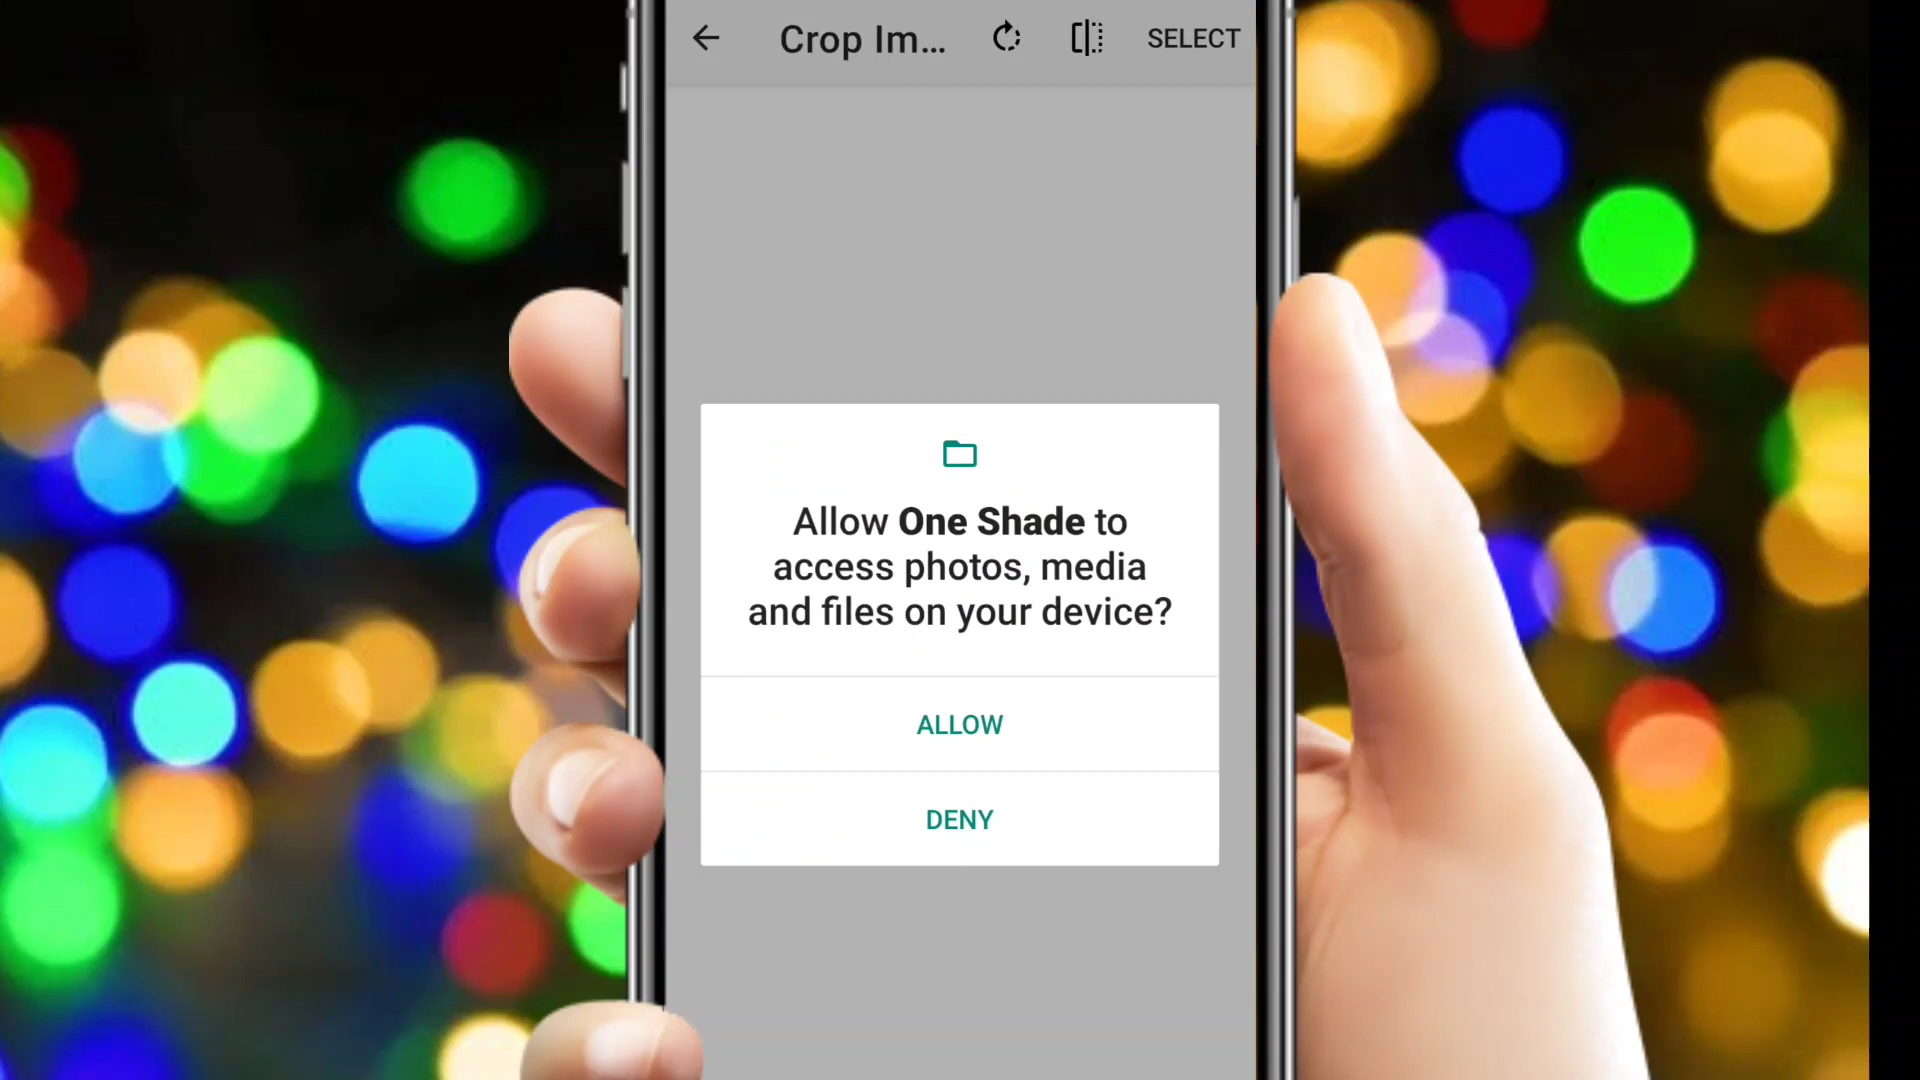 Crop Im... SELECT
Allow One Shade to
access photos, media
and files on your device?
ALLOW
DENY